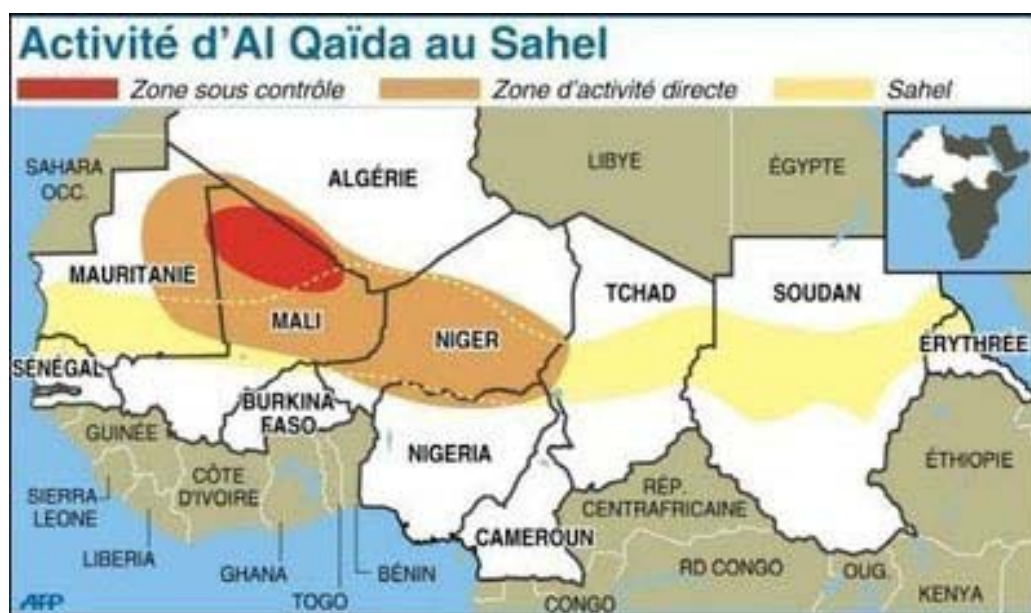 Activité d'Al Qaïda au Sahel
Zone sous contrôle
Zone d'activité directe
Sahel
SAHARA
OCC.
ALGÉRIE
LIBYE
ÉGYPTE
MAURITANIE
MALI
NIGER
TCHAD
SOUDAN
ÉRYTHRÉE
SÉNÉGAL
BURKINA
FASO
GUINÉE
NIGERIA
ÉTHIOPIE
CÔTE
D'IVOIRE
RÉP.
CENTRAFRICAINE
SIERRA
LEONE
CAMEROUN
LIBERIA
GHANA
BÉNIN
RD CONGO
OUG.
KENYA
AFP
TOGO
CONGO